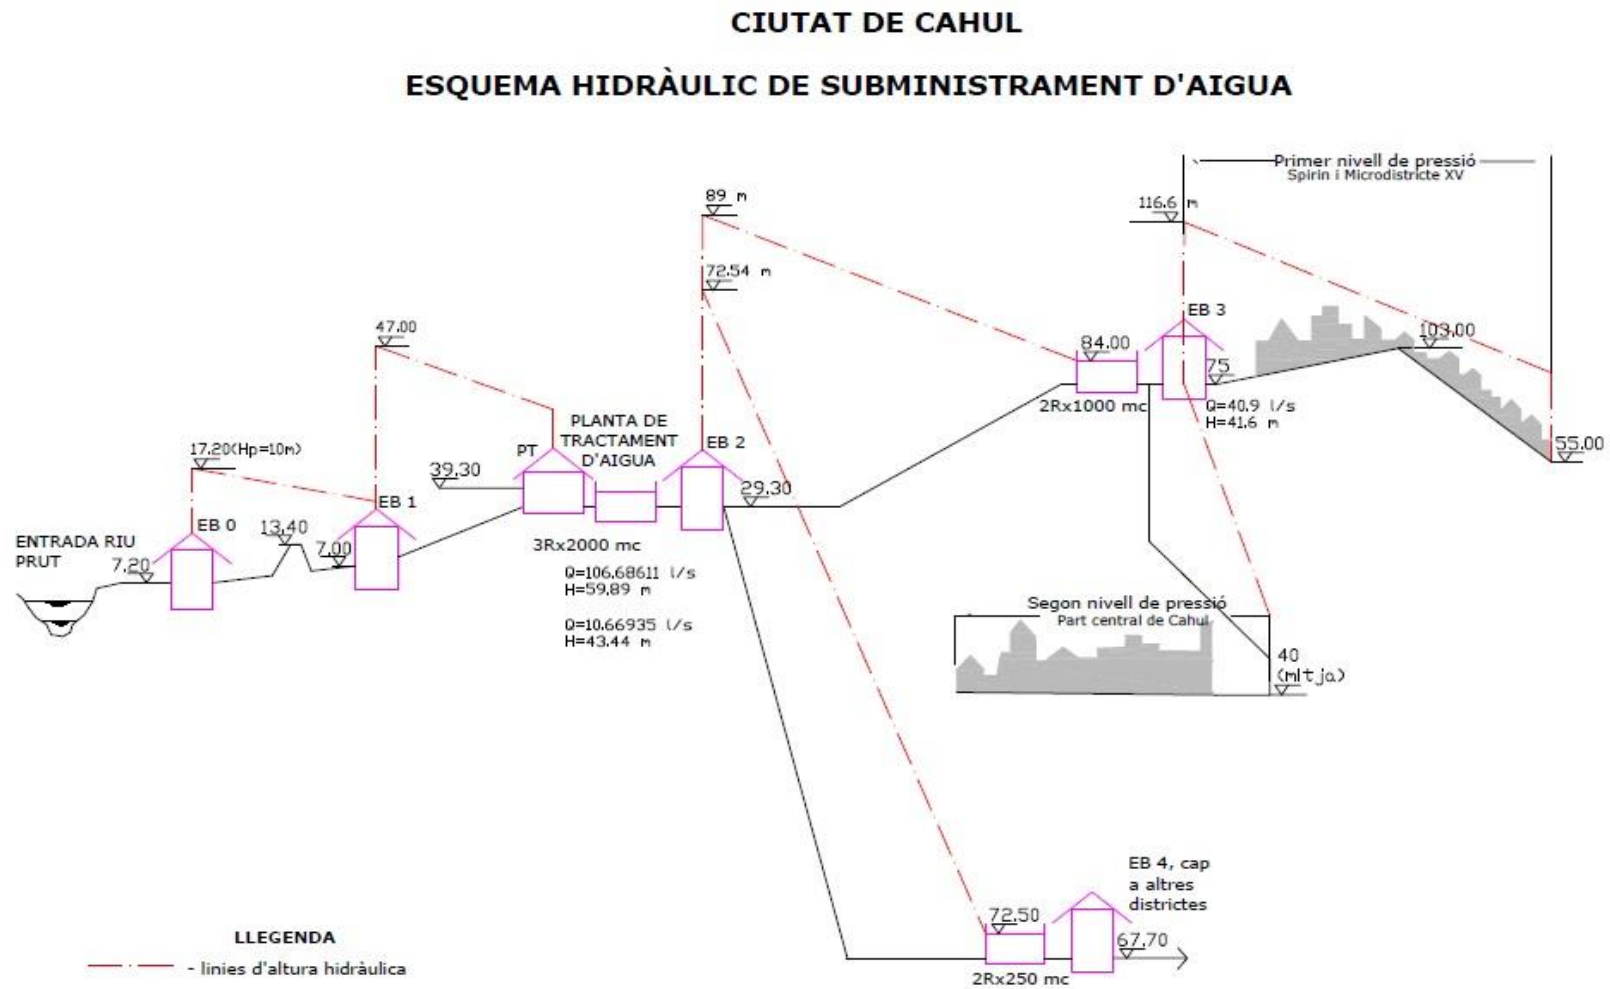 CIUTAT DE CAHUL
ESQUEMA HIDRÀULIC DE SUBMINISTRAMENT D'AIGUA
Primer nivell de pressió
Spirin i Microdistricte XV
89 m
116.6 m
72.54 m
47.00
EB 3
103.00
84.00
75
2Rx1000 mc
Q=40.9 l/s
H=41.6 m
55.00
PLANTA DE
TRACTAMENT
D'AIGUA
PT
EB 2
17.20(Hp=10m)
39.30
29.30
EB 1
EB 0
13.40
7.00
ENTRADA RIU
PRUT
7.20
3Rx2000 mc
Q=106.68611 l/s
H=59.89 m
Q=10.66935 l/s
H=43.44 m
Segon nivell de pressió
Part central de Cahul
40
EB 4, cap
a altres
districtes
72.50
67.70
2Rx250 mc
LLEGENDA
- linies d'altura hidràulica